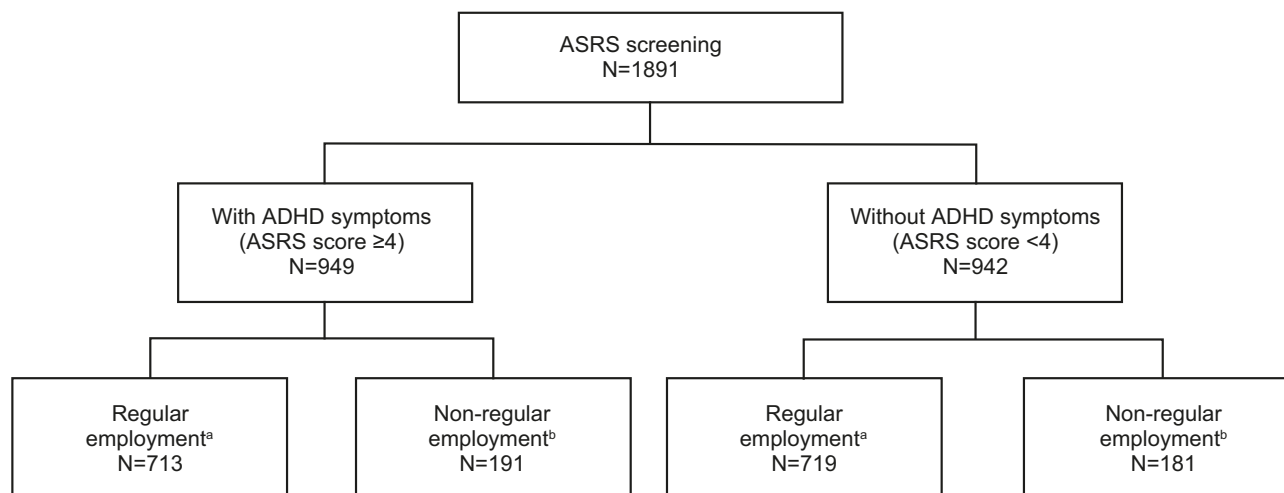 ASRS screening
N=1891
With ADHD symptoms
(ASRS score ≥4)
N=949
Without ADHD symptoms
(ASRS score <4)
N=942
Regular
employmentᵃ
N=713
Non-regular
employmentᵇ
N=191
Regular
employmentᵃ
N=719
Non-regular
employmentᵇ
N=181